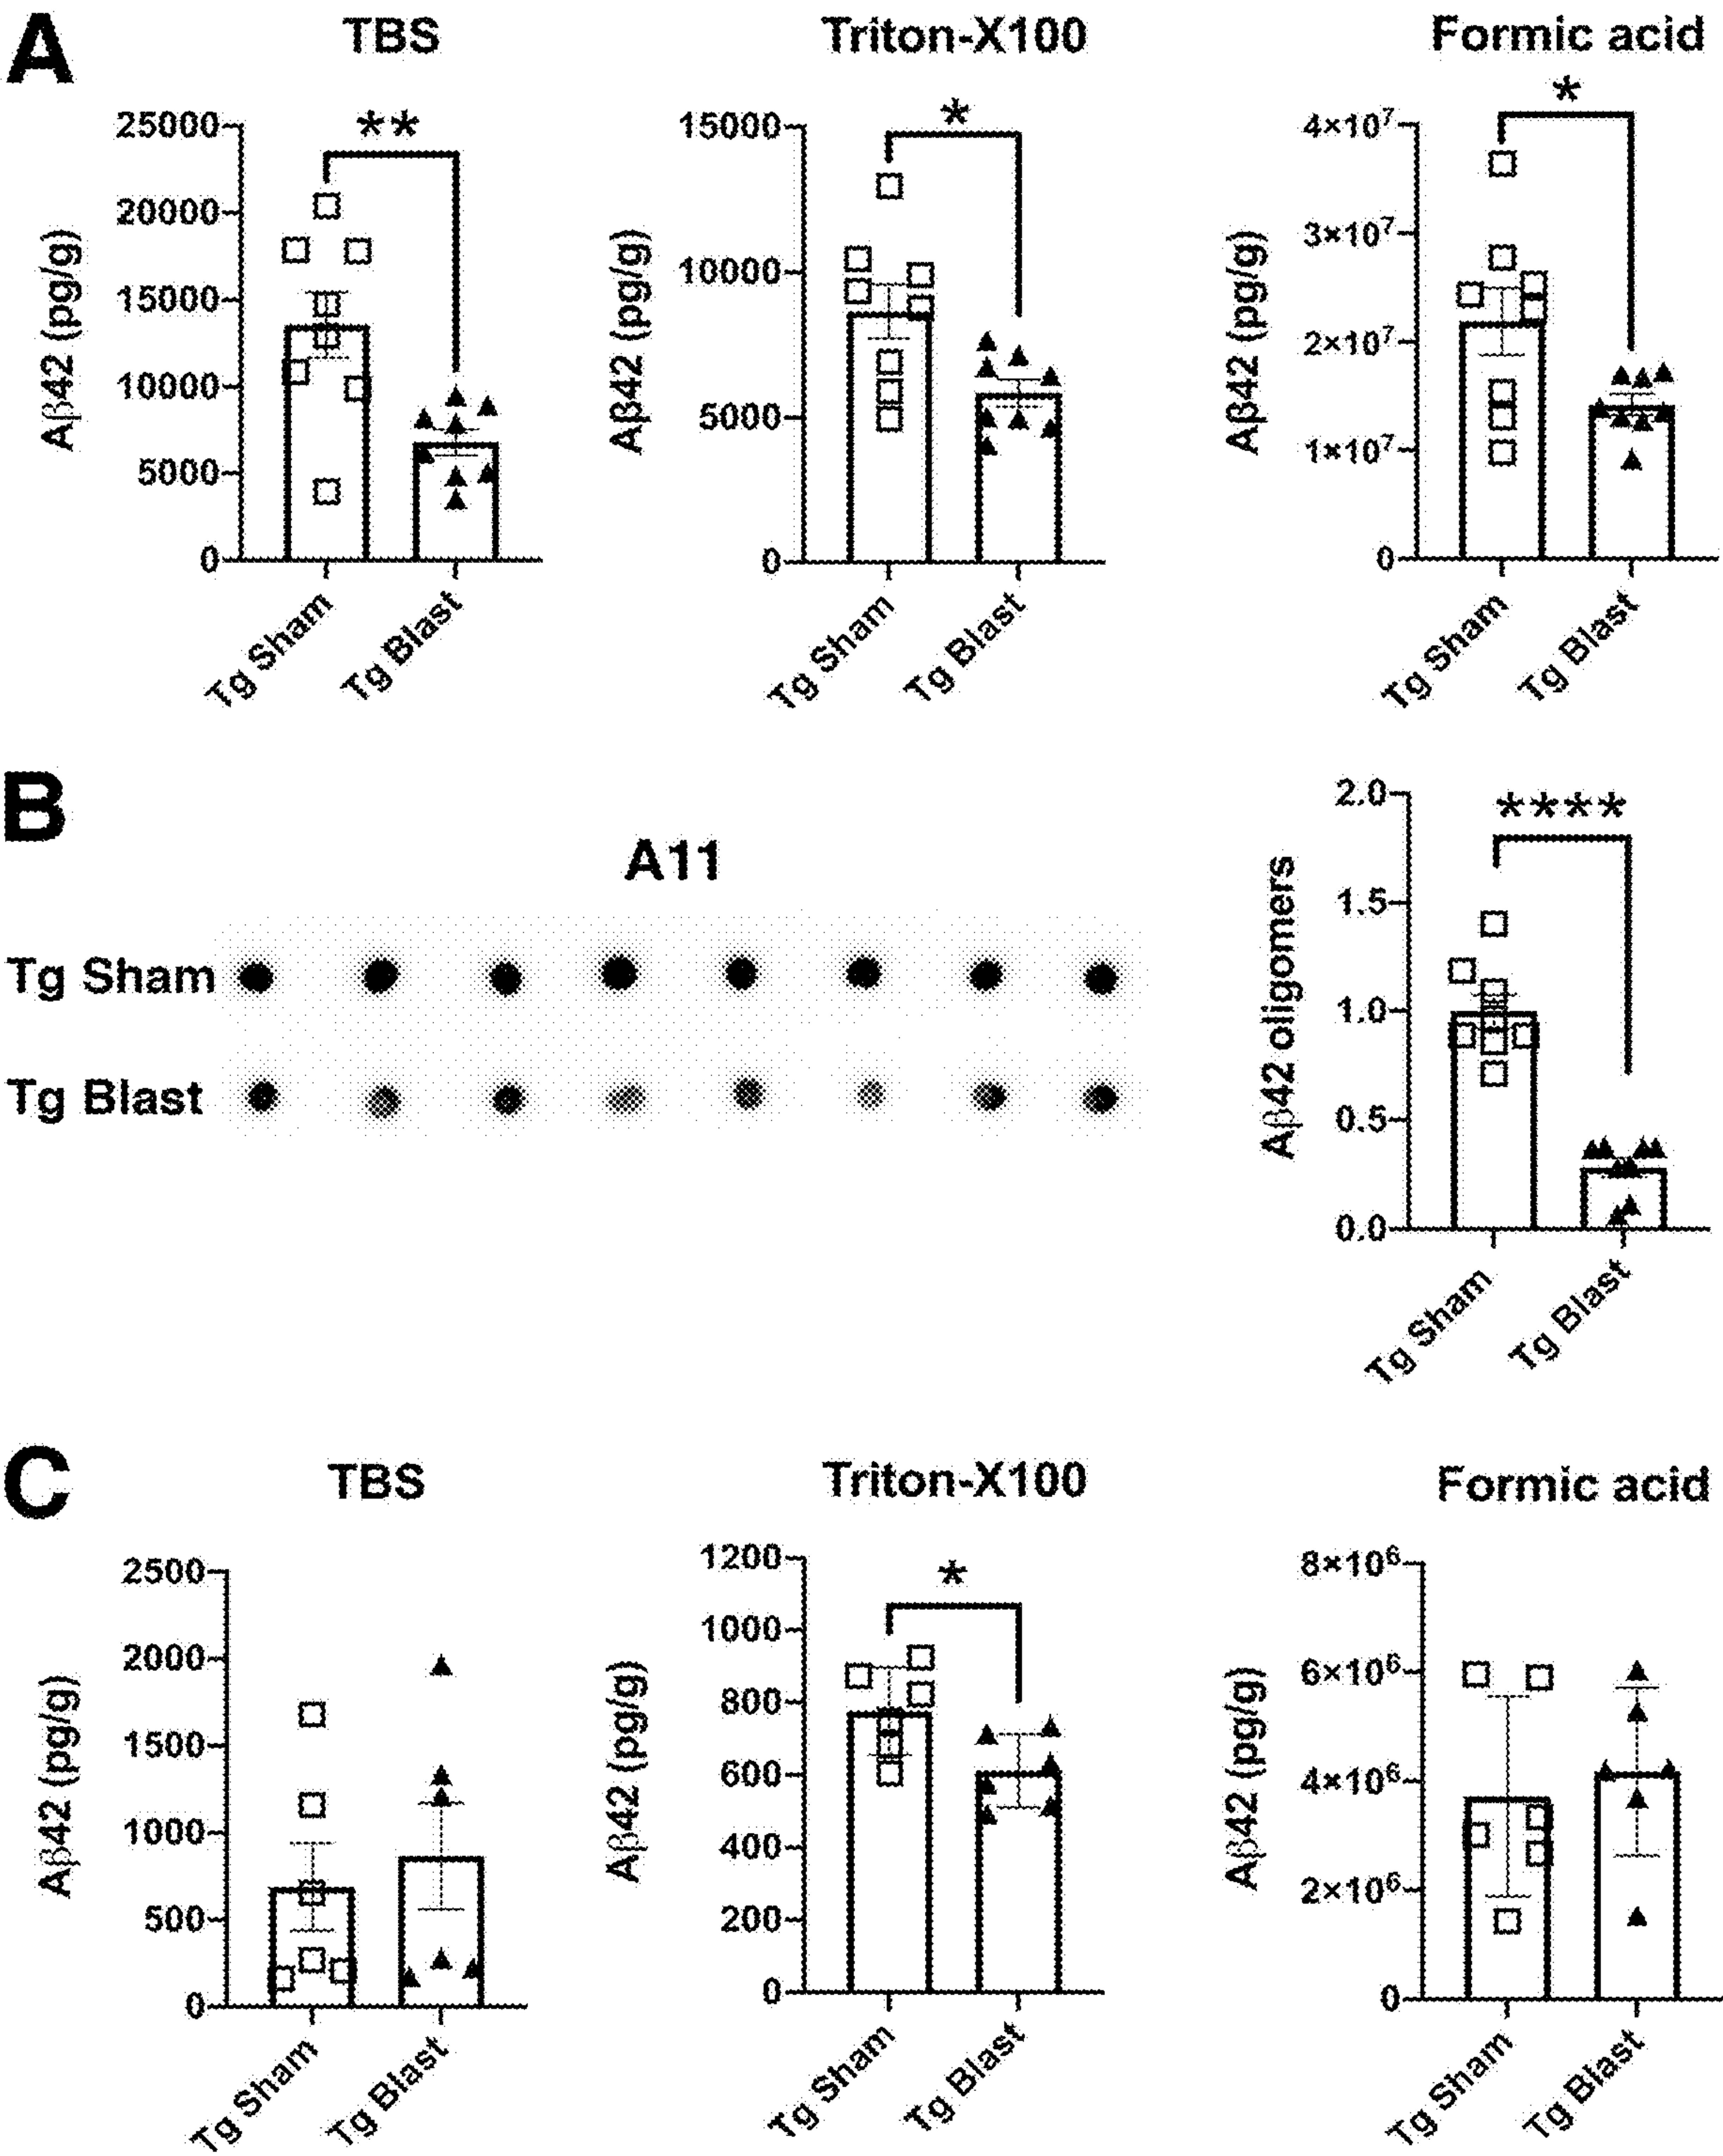 A
TBS
Triton-X100
Formic acid
**
*
*
Aβ42 (pg/g)
25000
20000
15000
10000
5000
0
Tg Sham
Tg Blast
Aβ42 (pg/g)
15000
10000
5000
0
Tg Sham
Tg Blast
Aβ42 (pg/g)
4×10⁷
3×10⁷
2×10⁷
1×10⁷
0
Tg Sham
Tg Blast
B
A11
Tg Sham
Tg Blast
****
Aβ42 oligomers
2.0
1.5
1.0
0.5
0.0
Tg Sham
Tg Blast
C
TBS
Triton-X100
Formic acid
Aβ42 (pg/g)
2500
2000
1500
1000
500
0
Tg Sham
Tg Blast
*
Aβ42 (pg/g)
1200
1000
800
600
400
200
0
Tg Sham
Tg Blast
Aβ42 (pg/g)
8×10⁶
6×10⁶
4×10⁶
2×10⁶
0
Tg Sham
Tg Blast